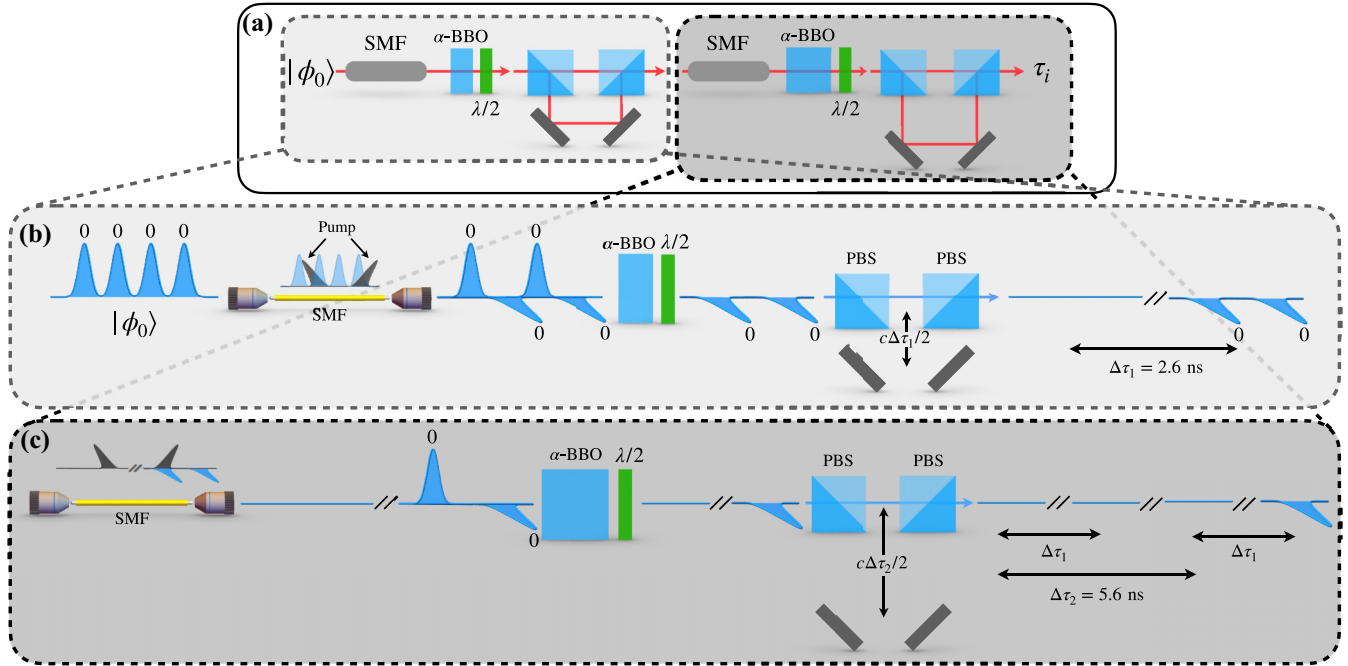 (a)
SMF
α-BBO
|ϕ₀⟩
λ/2
SMF
α-BBO
λ/2
τᵢ
(b)
0 0 0 0
|ϕ₀⟩
Pump
SMF
0 0
0 0
α-BBO λ/2
0 0
PBS PBS
cΔτ₁/2
0 0
Δτ₁ = 2.6 ns
(c)
SMF
0
0
α-BBO λ/2
PBS PBS
cΔτ₂/2
Δτ₁
Δτ₁
Δτ₂ = 5.6 ns